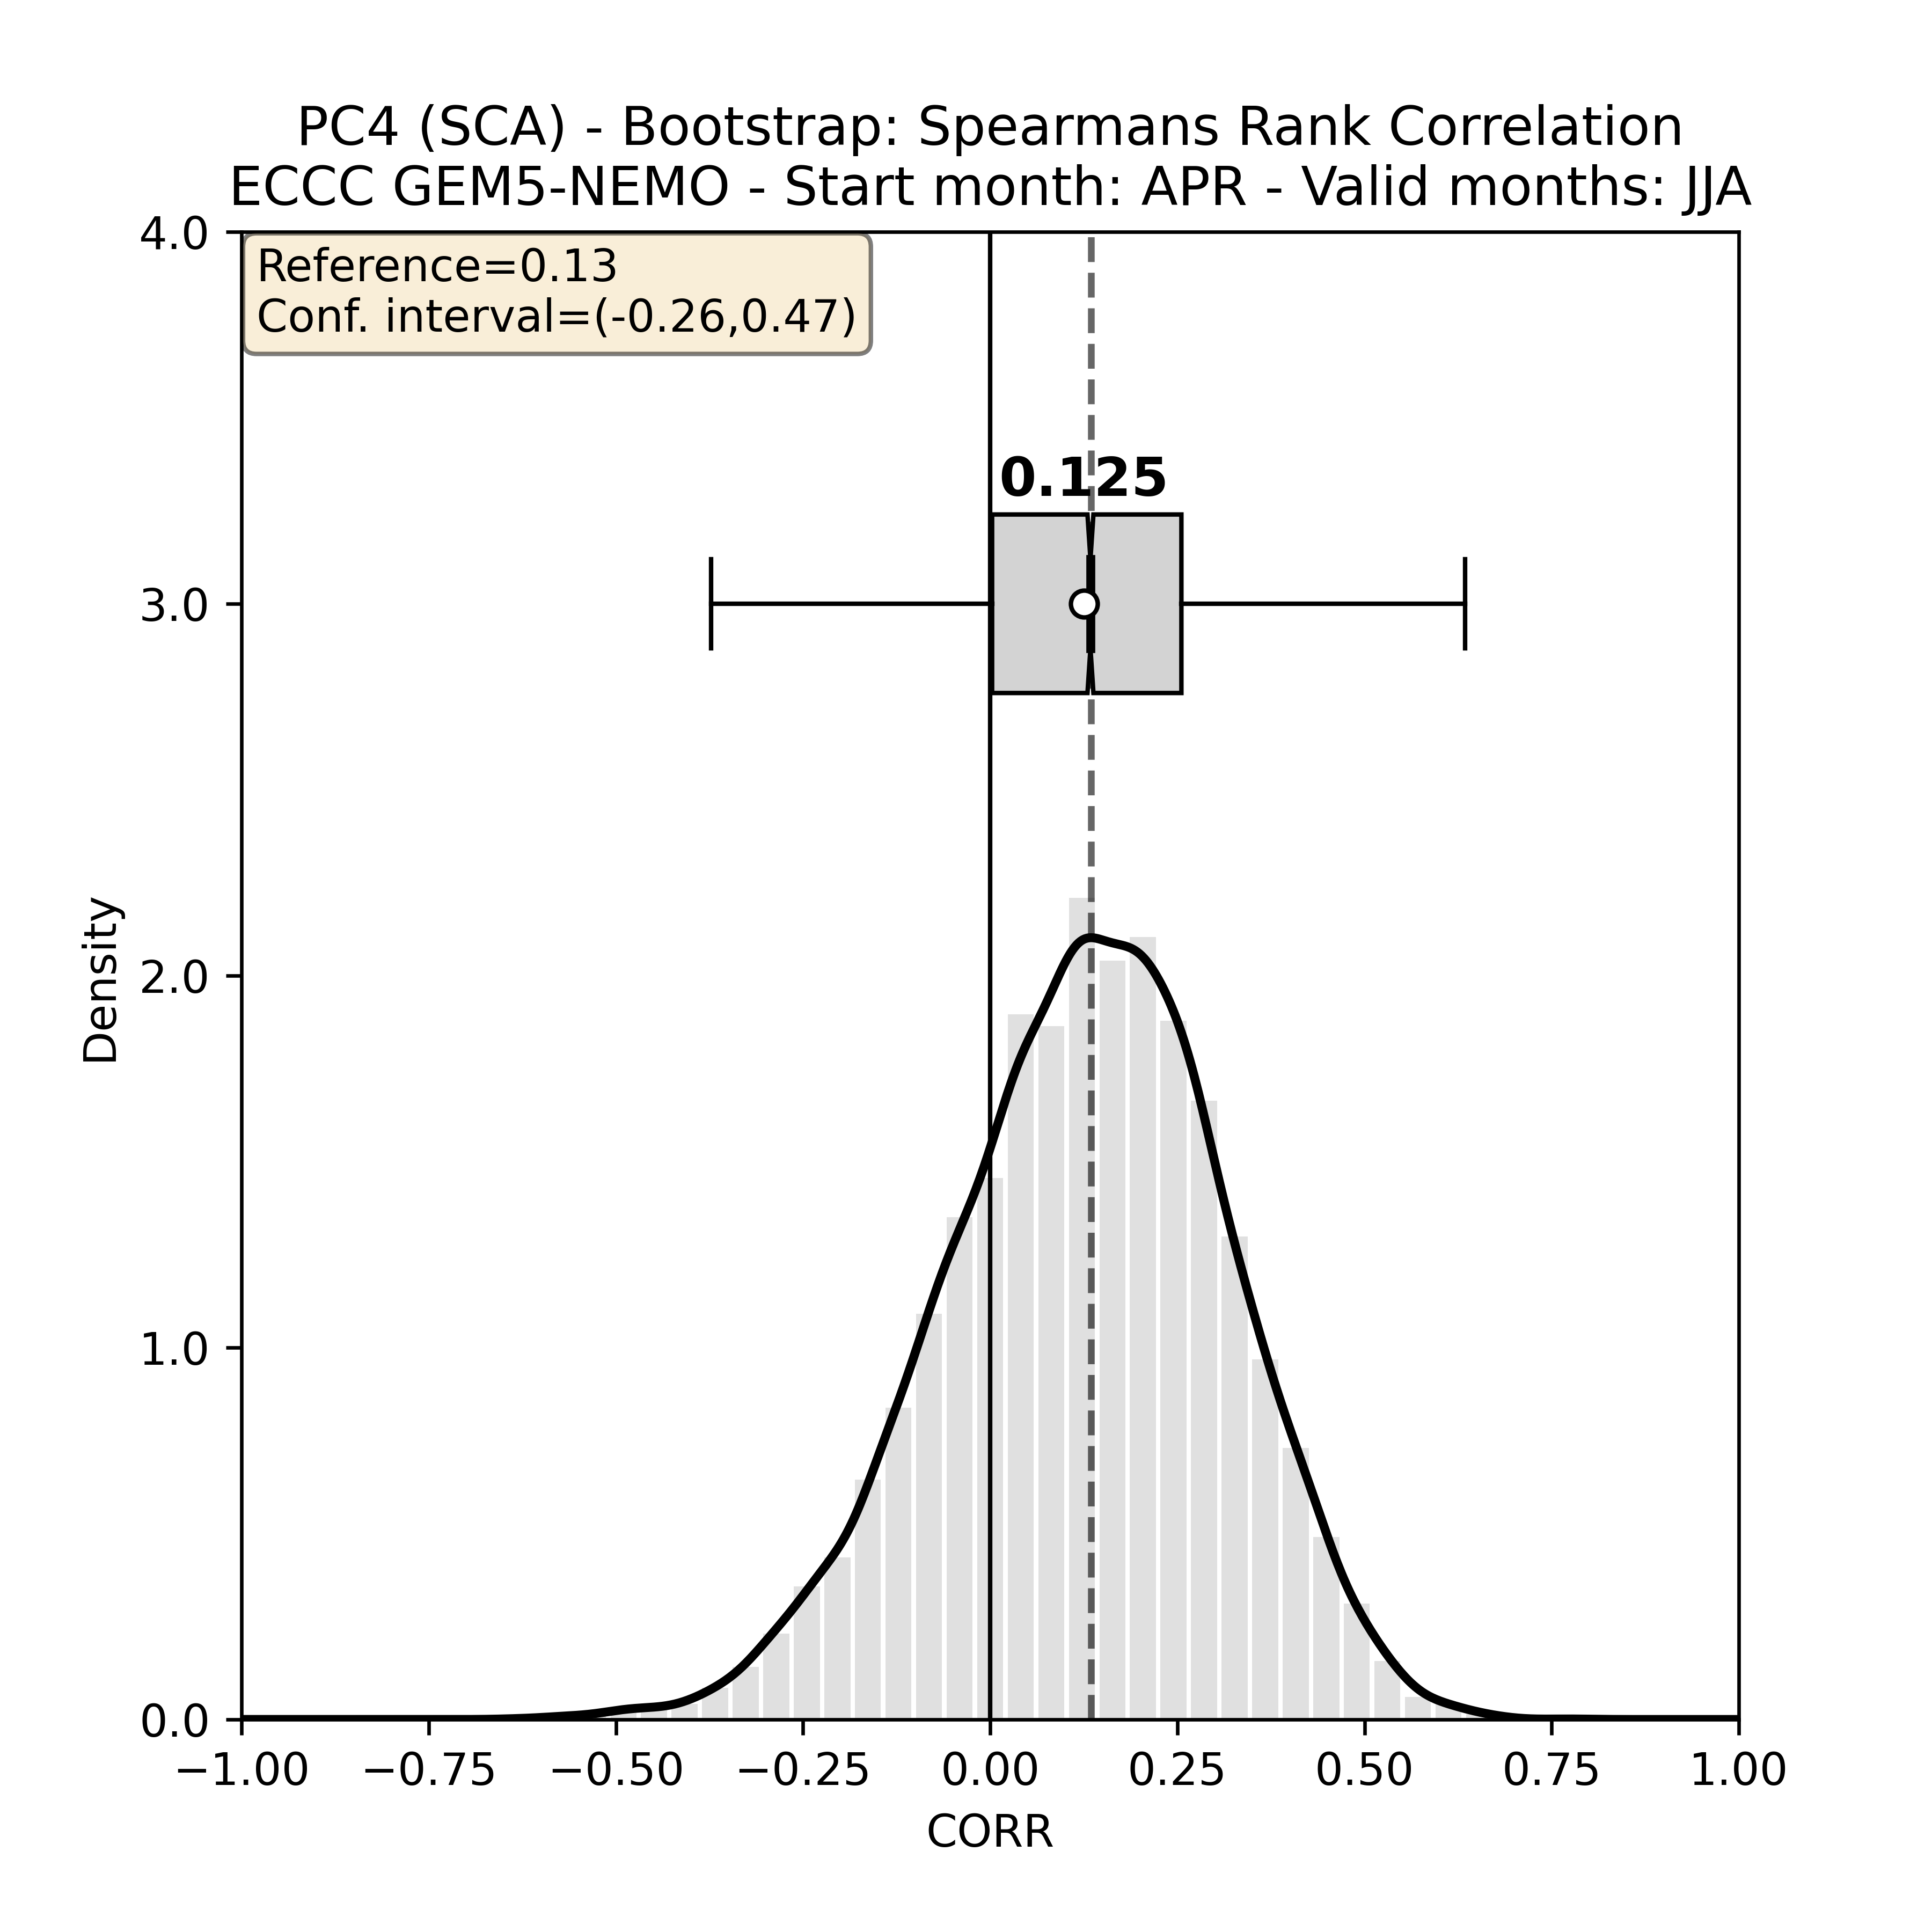 PC4 (SCA) - Bootstrap: Spearmans Rank Correlation
ECCC GEM5-NEMO - Start month: APR - Valid months: JJA
4.0
Reference=0.13
Conf. interval=(-0.26,0.47)
0.125
3.0
Density
2.0
1.0
0.0
−1.00 −0.75 −0.50 −0.25 0.00 0.25 0.50 0.75 1.00
CORR